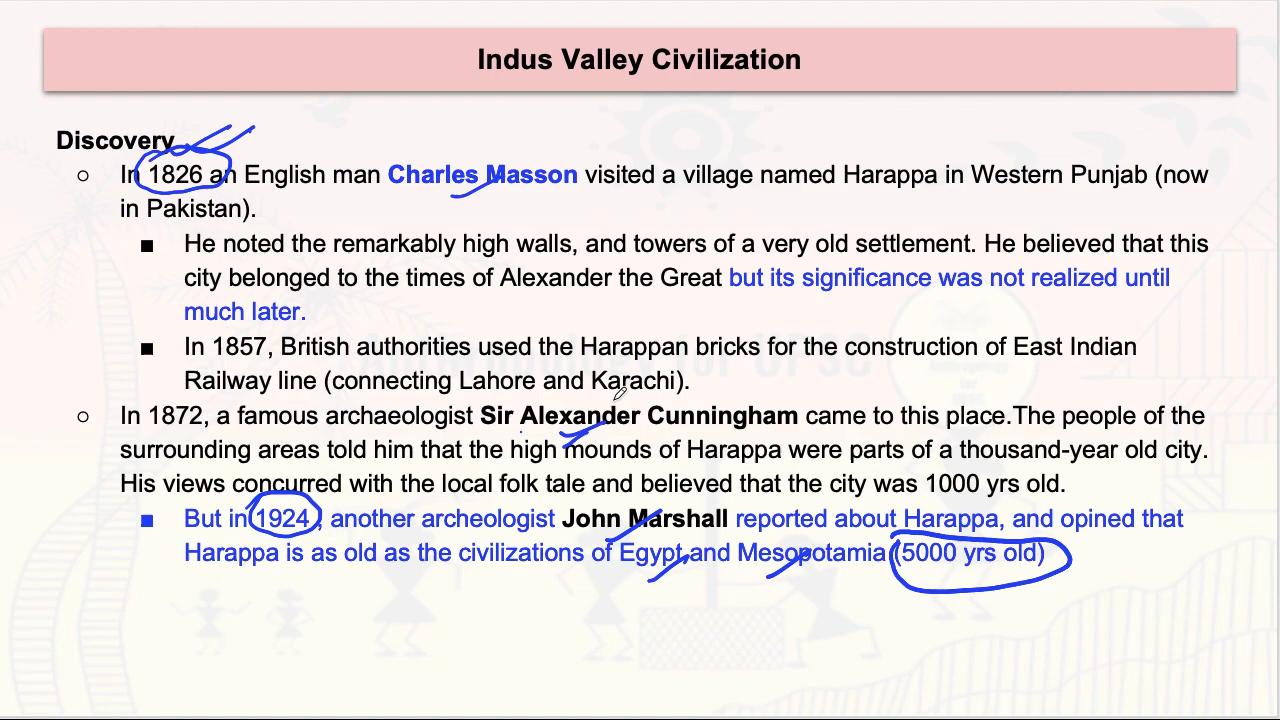 Indus Valley Civilization
Discovery
○ In 1826 an English man Charles Masson visited a village named Harappa in Western Punjab (now
in Pakistan).
■ He noted the remarkably high walls, and towers of a very old settlement. He believed that this
city belonged to the times of Alexander the Great but its significance was not realized until
much later.
■ In 1857, British authorities used the Harappan bricks for the construction of East Indian
Railway line (connecting Lahore and Karachi).
○ In 1872, a famous archaeologist Sir Alexander Cunningham came to this place.The people of the
surrounding areas told him that the high mounds of Harappa were parts of a thousand-year old city.
His views concurred with the local folk tale and believed that the city was 1000 yrs old.
■ But in 1924 , another archeologist John Marshall reported about Harappa, and opined that
Harappa is as old as the civilizations of Egypt and Mesopotamia (5000 yrs old)